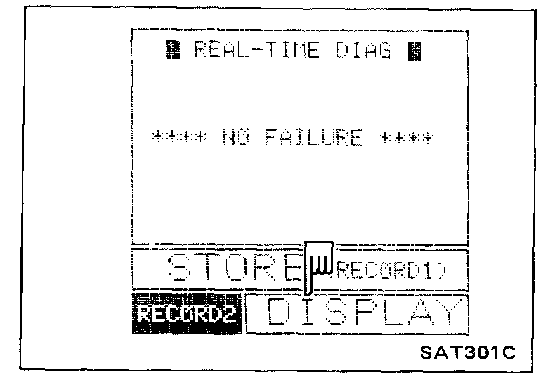 REAL-TIME DIAG
**** NO FAILURE ****
STORE (RECORD1)
RECORD2 DISPLAY
SAT301C